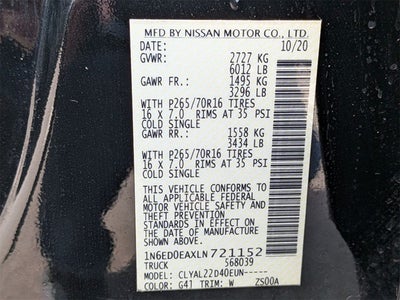 MFD BY NISSAN MOTOR CO., LTD.
DATE: 10/20
GVWR: 2727 KG
6012 LB
GAWR FR.: 1495 KG
3296 LB
WITH P265/70R16 TIRES
16 X 7.0 RIMS AT 35 PSI
COLD SINGLE
GAWR RR.: 1558 KG
3434 LB
WITH P265/70R16 TIRES
16 X 7.0 RIMS AT 35 PSI
COLD SINGLE
THIS VEHICLE CONFORMS TO
ALL APPLICABLE FEDERAL
MOTOR VEHICLE SAFETY AND
STANDARDS IN EFFECT ON
THE DATE OF MANUFACTURE
SHOWN ABOVE.
1N6ED0EAXLN721152
TRUCK 568039
MODEL: CLYAL22D40EUN-----
COLOR: G41 TRIM: W ZS00A